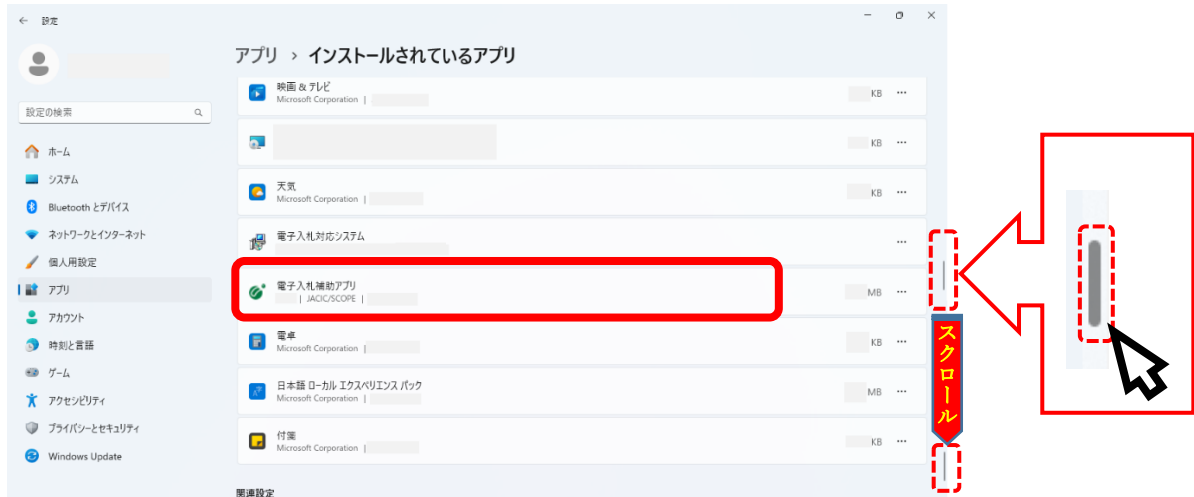 設定
アプリ › インストールされているアプリ
設定の検索
ホーム
システム
Bluetooth とデバイス
ネットワークとインターネット
個人用設定
アプリ
アカウント
時刻と言語
ゲーム
アクセシビリティ
プライバシーとセキュリティ
Windows Update
映画 & テレビ
Microsoft Corporation |
KB
KB
天気
Microsoft Corporation |
KB
電子入札対応システム
電子入札補助アプリ
| JACIC/SCOPE |
MB
電卓
Microsoft Corporation |
KB
日本語 ローカル エクスペリエンス パック
Microsoft Corporation |
MB
付箋
Microsoft Corporation |
KB
関連設定
スクロール